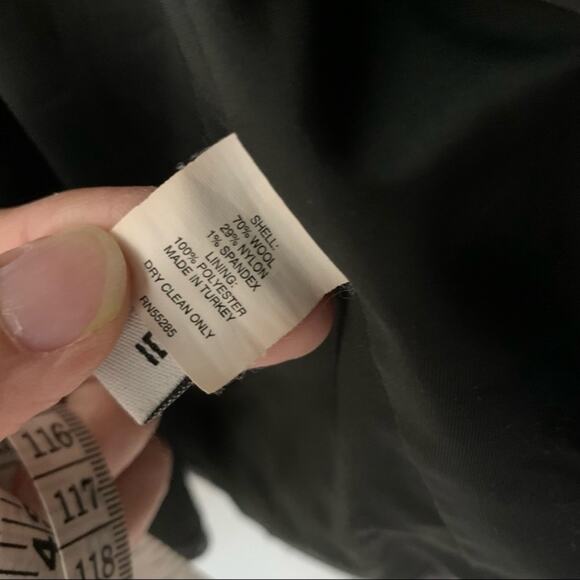 SHELL:
70% WOOL
29% NYLON
1% SPANDEX
LINING:
100% POLYESTER
MADE IN TURKEY
DRY CLEAN ONLY
RN55285
116
117
118
4